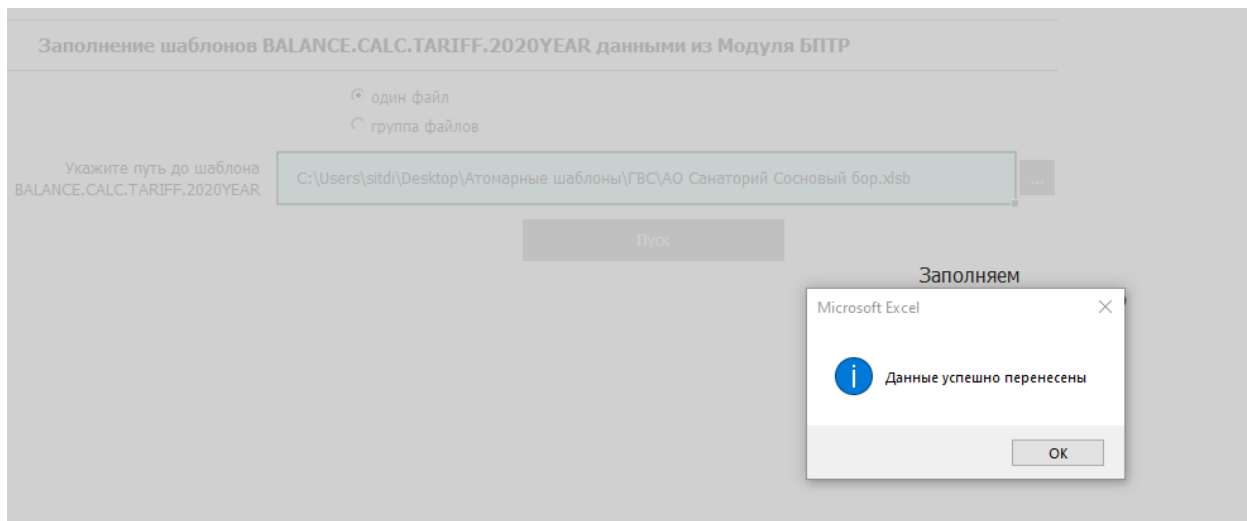 Заполнение шаблонов BALANCE.CALC.TARIFF.2020YEAR данными из Модуля БПТР
один файл
группа файлов
Укажите путь до шаблона
BALANCE.CALC.TARIFF.2020YEAR
C:\Users\sitdi\Desktop\Атомарные шаблоны\ГВС\АО Санаторий Сосновый бор.xlsb
...
Пуск
Заполняем
Microsoft Excel
Данные успешно перенесены
OK